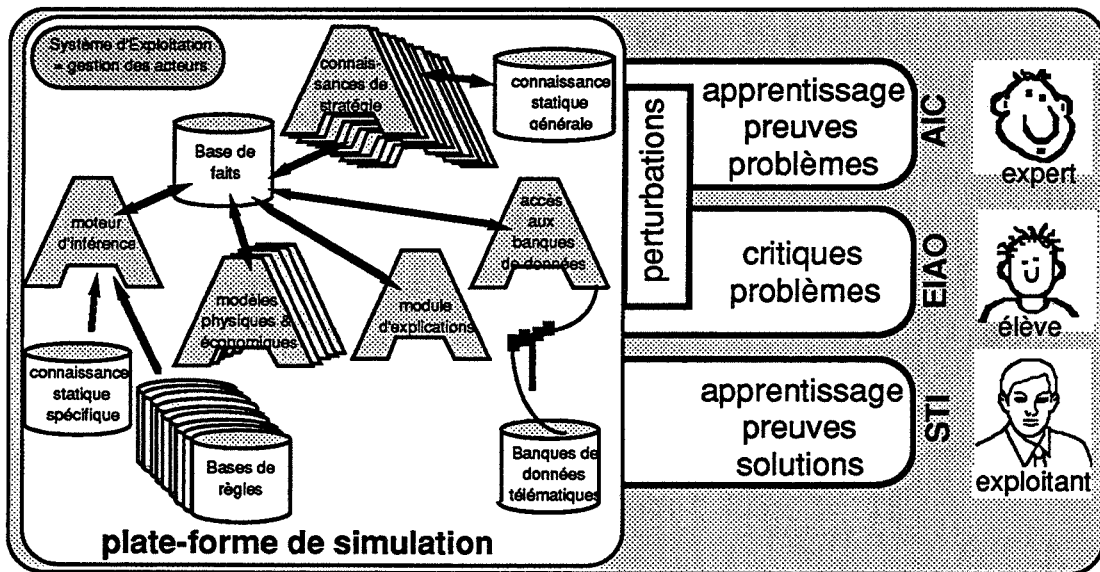 Système d'Exploitation
= gestion des acteurs
connais-
sances de
stratégie
connaissance
statique
générale
Base de
faits
moteur
d'inférence
accès
aux
banques
de données
modèles
physiques &
économiques
module
d'explications
connaissance
statique
spécifique
Bases de
règles
Banques de
données
télématiques
plate-forme de simulation
perturbations
apprentissage
preuves
problèmes
AIC
expert
critiques
problèmes
EIAO
élève
apprentissage
preuves
solutions
STI
exploitant